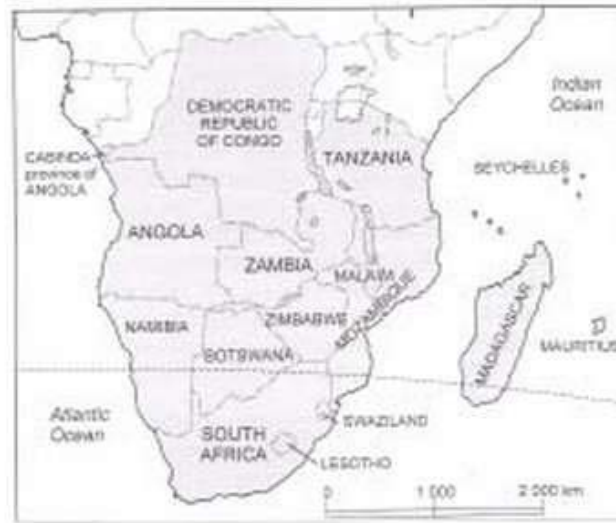 Indian
Ocean
DEMOCRATIC
REPUBLIC
OF CONGO
TANZANIA
SEYCHELLES
CABINDA
province of
ANGOLA
ANGOLA
ZAMBIA
MALAWI
MOZAMBIQUE
ZIMBABWE
NAMIBIA
MADAGASCAR
MAURITIUS
BOTSWANA
Atlantic
Ocean
SWAZILAND
SOUTH
AFRICA
LESOTHO
0 1 000 2 000 km